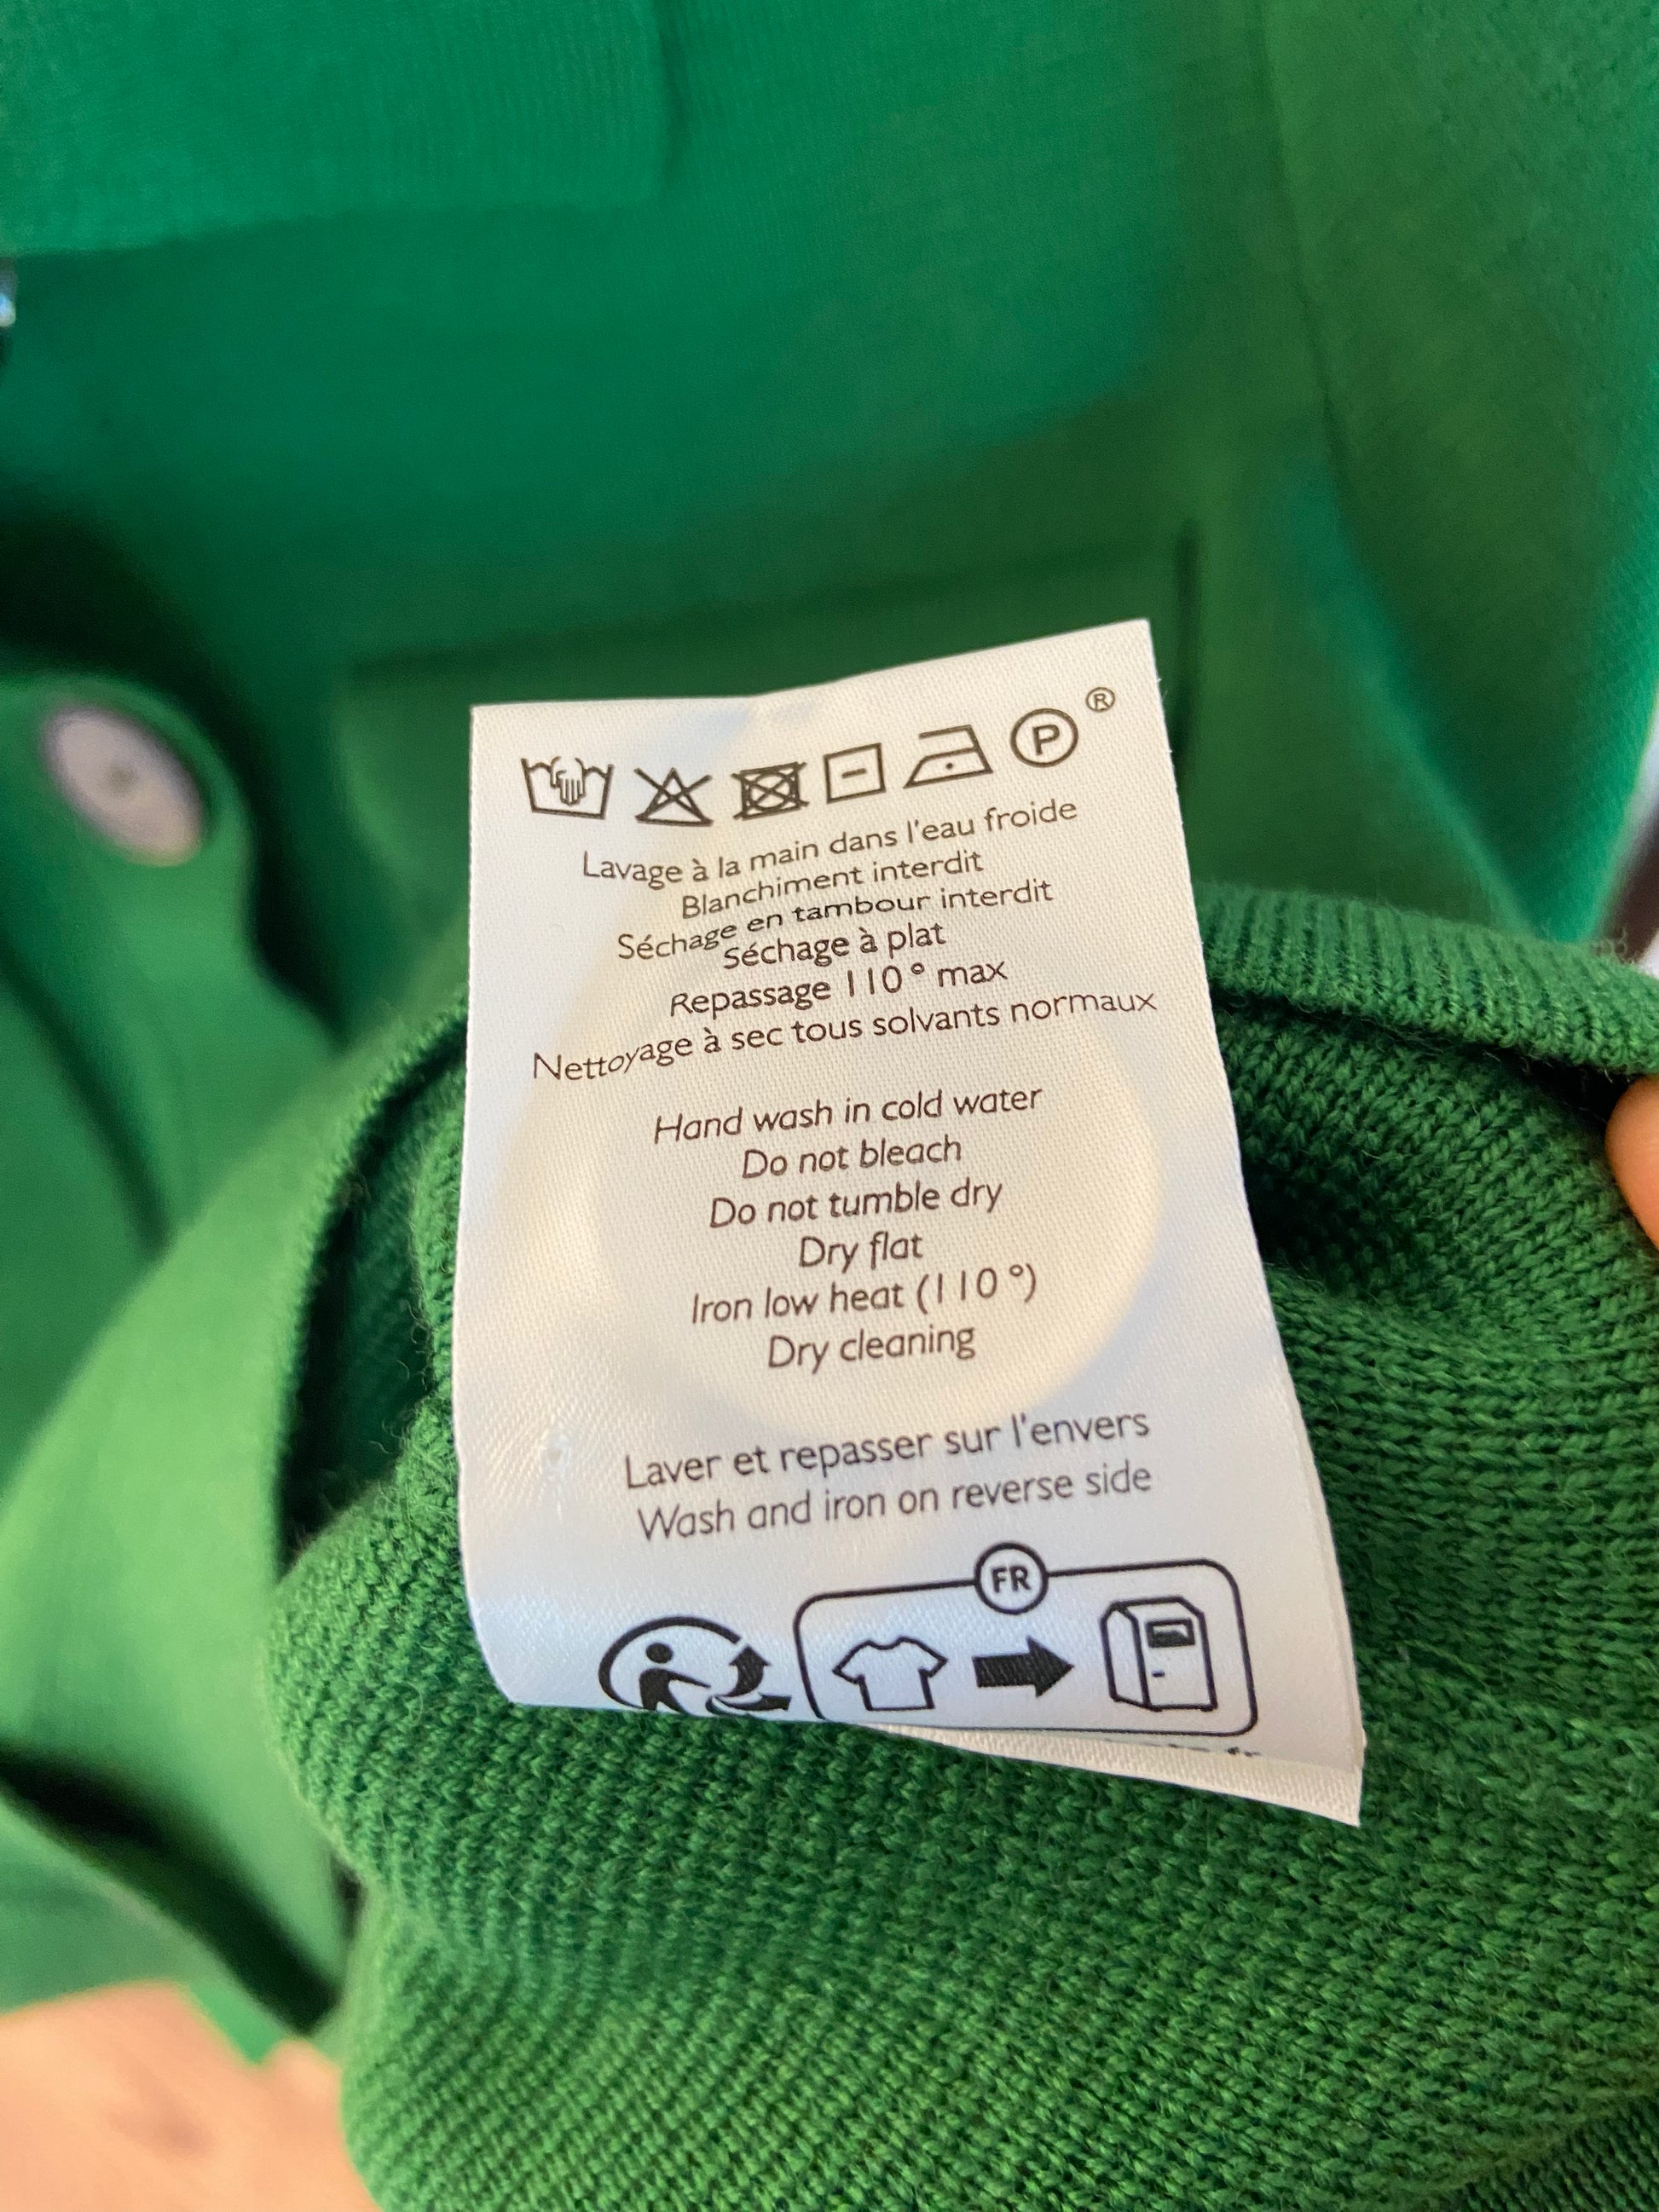 P ®
Lavage à la main dans l'eau froide
Blanchiment interdit
Séchage en tambour interdit
Séchage à plat
Repassage 110° max
Nettoyage à sec tous solvants normaux
Hand wash in cold water
Do not bleach
Do not tumble dry
Dry flat
Iron low heat (110°)
Dry cleaning
Laver et repasser sur l'envers
Wash and iron on reverse side
FR